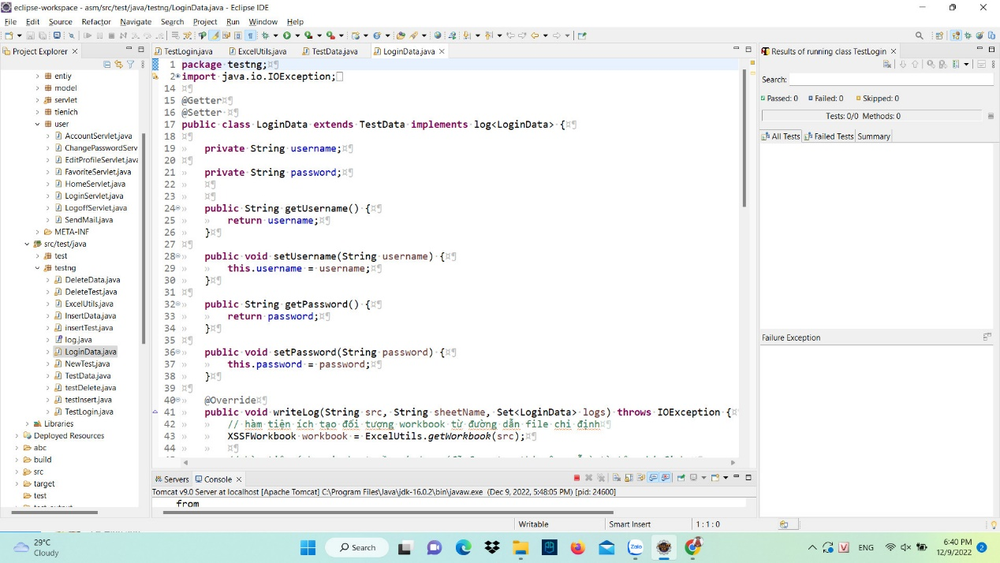 eclipse-workspace - asm/src/test/java/testng/LoginData.java - Eclipse IDE
File Edit Source Refactor Navigate Search Project Run Window Help
Project Explorer
entiy
model
servlet
tienich
user
AccountServlet.java
ChangePasswordServ
EditProfileServlet.java
FavoriteServlet.java
HomeServlet.java
LoginServlet.java
LogoffServlet.java
SendMail.java
META-INF
src/test/java
test
testng
DeleteData.java
DeleteTest.java
ExcelUtils.java
InsertData.java
insertTest.java
log.java
LoginData.java
NewTest.java
TestData.java
testDelete.java
testInsert.java
TestLogin.java
Libraries
Deployed Resources
abc
build
src
target
test
TestLogin.java ExcelUtils.java TestData.java LoginData.java
1 package testng;
2 import java.io.IOException;
14
15 @Getter
16 @Setter
17 public class LoginData extends TestData implements log<LoginData> {
18
19 private String username;
20
21 private String password;
22
23
24 public String getUsername() {
25 return username;
26 }
27
28 public void setUsername(String username) {
29 this.username = username;
30 }
31
32 public String getPassword() {
33 return password;
34 }
35
36 public void setPassword(String password) {
37 this.password = password;
38 }
39
40 @Override
41 public void writeLog(String src, String sheetName, Set<LoginData> logs) throws IOException {
42 // hàm tiện ích tạo đối tượng workbook từ đường dẫn file chỉ định
43 XSSFWorkbook workbook = ExcelUtils.getWorkbook(src);
44
Servers Console
Tomcat v9.0 Server at localhost [Apache Tomcat] C:\Program Files\Java\jdk-16.0.2\bin\javaw.exe (Dec 9, 2022, 5:48:05 PM) [pid: 24600]
from
Results of running class TestLogin
Search:
Passed: 0 Failed: 0 Skipped: 0
Tests: 0/0 Methods: 0
All Tests Failed Tests Summary
Failure Exception
Writable Smart Insert 1 : 1 : 0
29°C
Cloudy
Search
Zalo
ENG
6:40 PM
12/9/2022
2